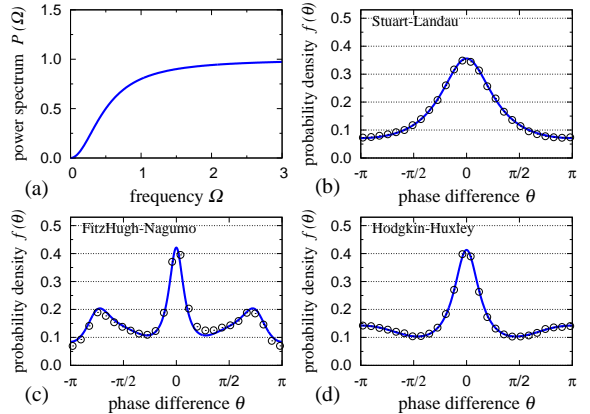 power spectrum P(Ω)
1.5
1.0
0.5
0.0
0 1 2 3
frequency Ω
(a)
probability density f(θ)
Stuart-Landau
0.5
0.4
0.3
0.2
0.1
0.0
-π -π/2 0 π/2 π
phase difference θ
(b)
probability density f(θ)
FitzHugh-Nagumo
0.5
0.4
0.3
0.2
0.1
0.0
-π -π/2 0 π/2 π
phase difference θ
(c)
probability density f(θ)
Hodgkin-Huxley
0.5
0.4
0.3
0.2
0.1
0.0
-π -π/2 0 π/2 π
phase difference θ
(d)